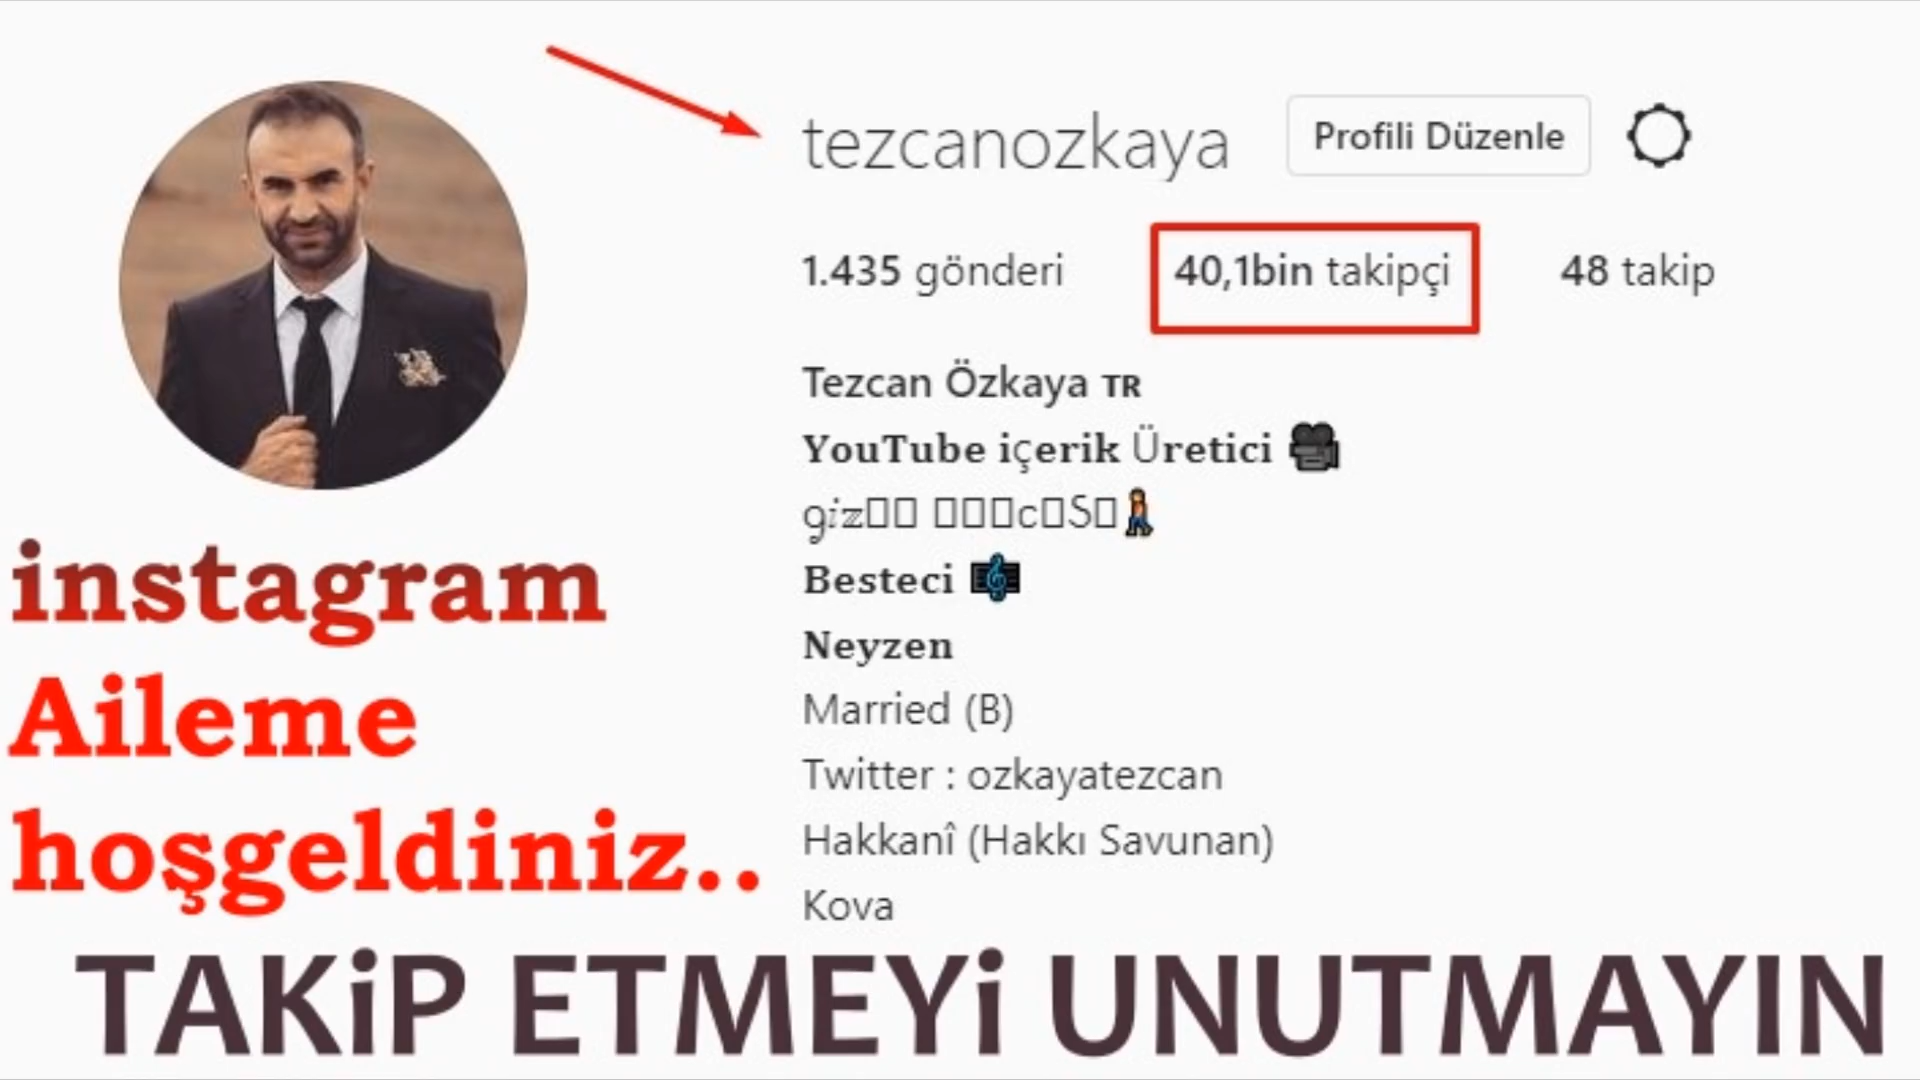 tezcanozkaya Profili Düzenle
1.435 gönderi 40,1bin takipçi 48 takip
Tezcan Özkaya TR
YouTube içerik Üretici
Besteci
Neyzen
Married (B)
Twitter : ozkayatezcan
Hakkanî (Hakkı Savunan)
Kova
instagram
Aileme
hoşgeldiniz..
TAKiP ETMEYi UNUTMAYIN